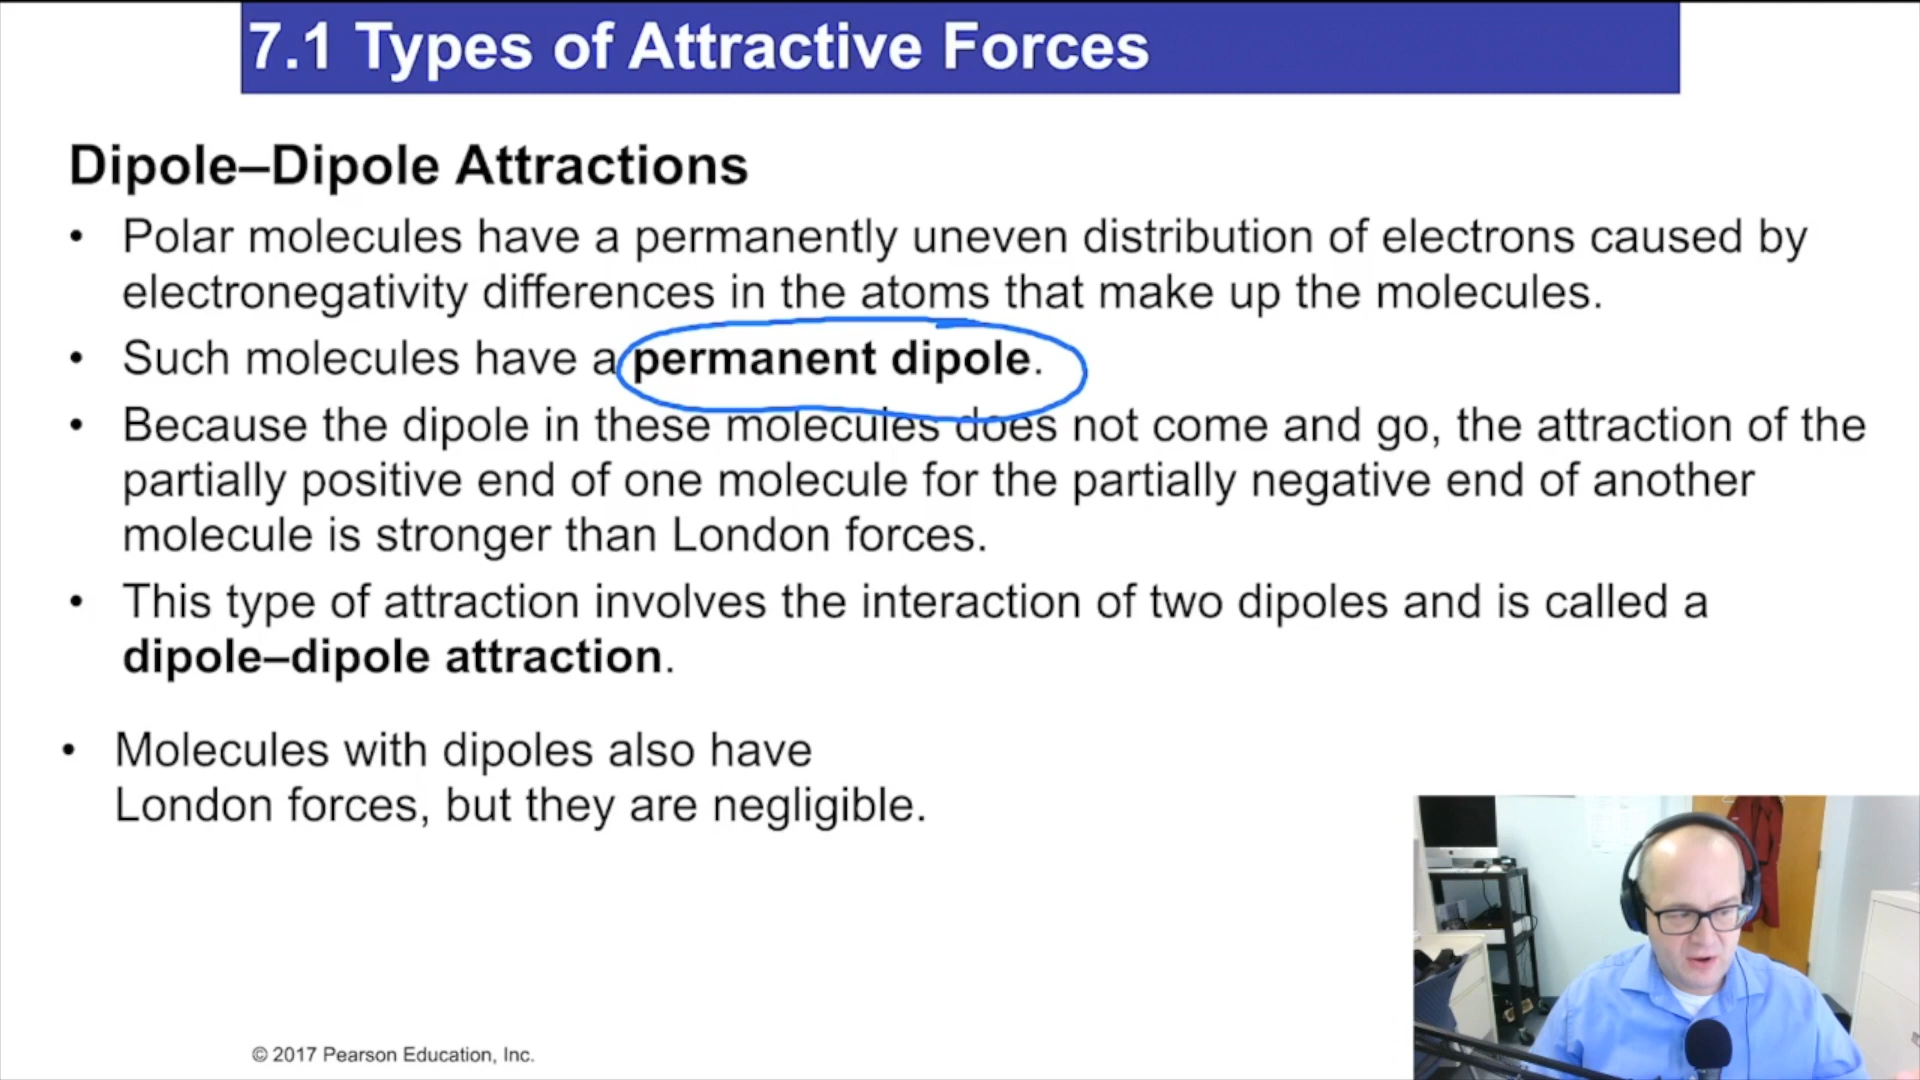 7.1 Types of Attractive Forces
Dipole–Dipole Attractions
• Polar molecules have a permanently uneven distribution of electrons caused by
electronegativity differences in the atoms that make up the molecules.
• Such molecules have a permanent dipole.
• Because the dipole in these molecules does not come and go, the attraction of the
partially positive end of one molecule for the partially negative end of another
molecule is stronger than London forces.
• This type of attraction involves the interaction of two dipoles and is called a
dipole–dipole attraction.
• Molecules with dipoles also have
London forces, but they are negligible.
© 2017 Pearson Education, Inc.